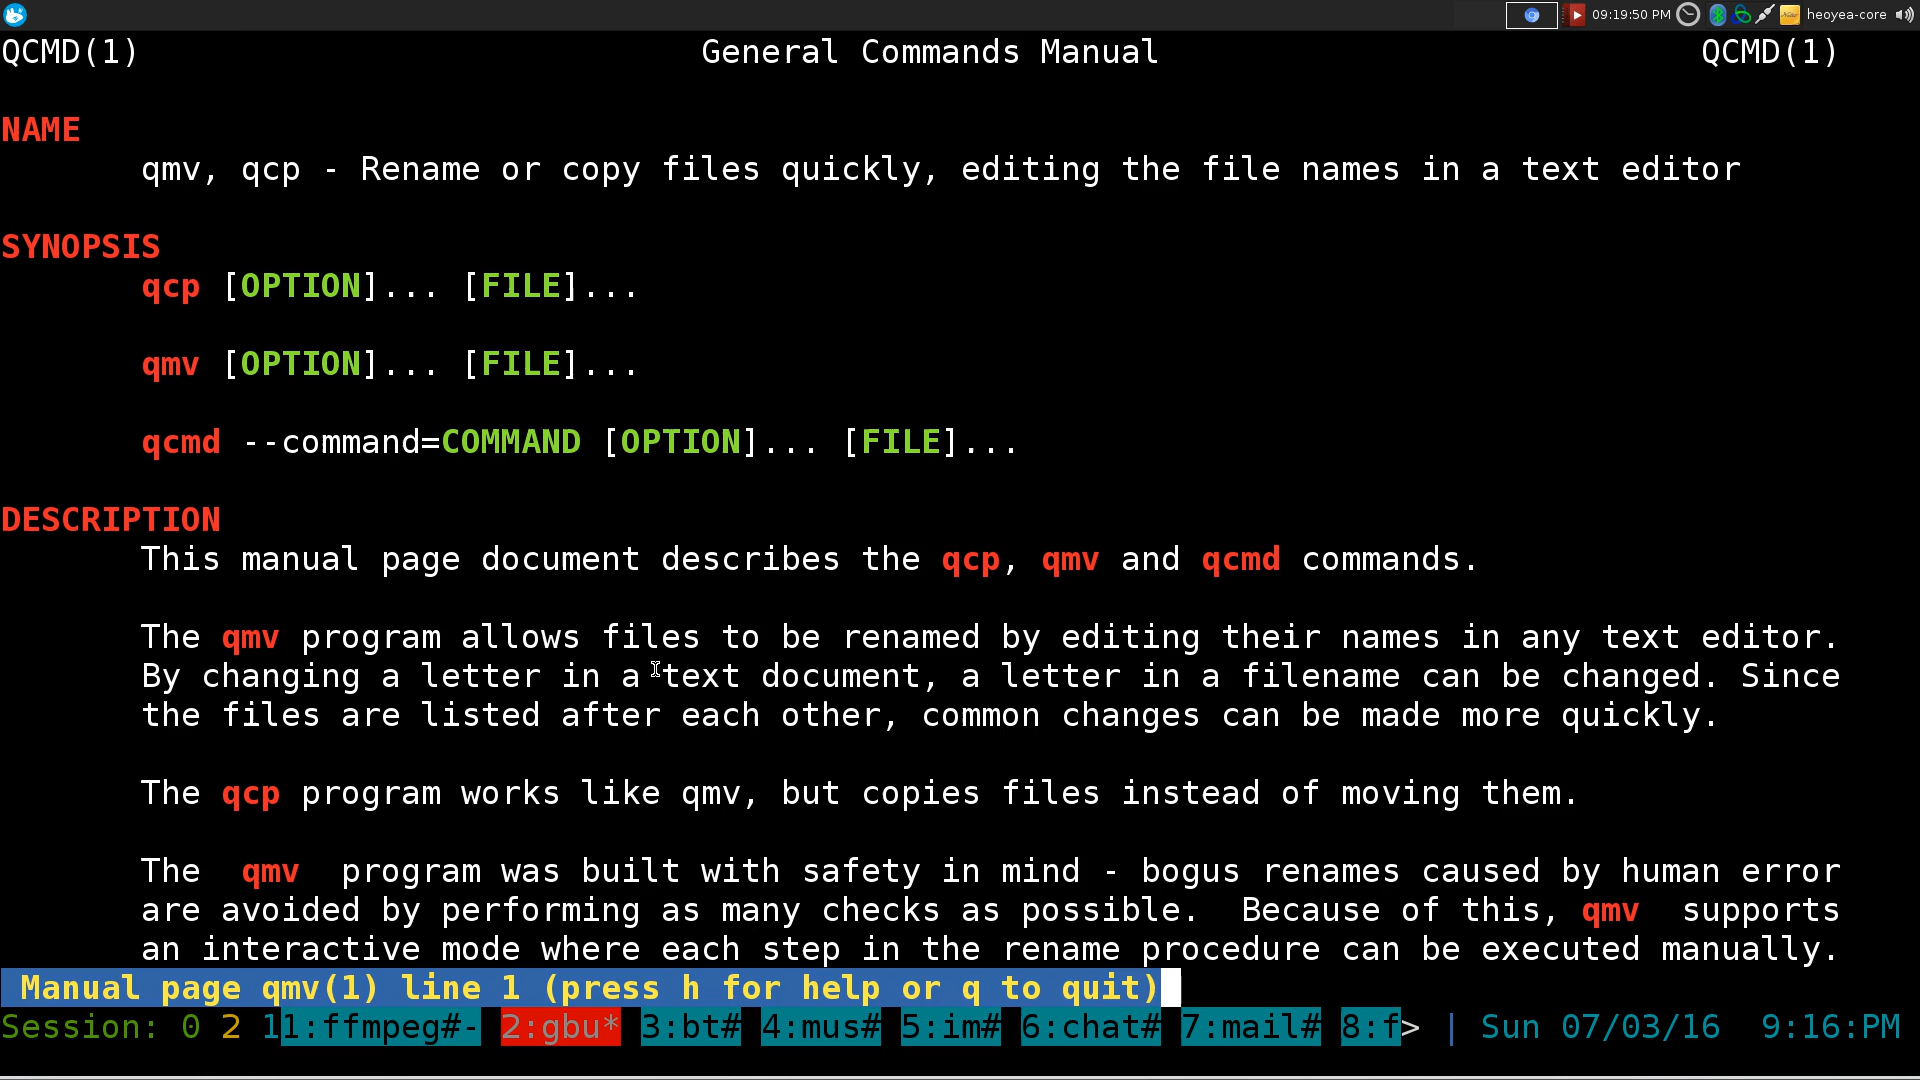 09:19:50 PM heoyea-core
QCMD(1) General Commands Manual QCMD(1)
NAME
qmv, qcp - Rename or copy files quickly, editing the file names in a text editor
SYNOPSIS
qcp [OPTION]... [FILE]...
qmv [OPTION]... [FILE]...
qcmd --command=COMMAND [OPTION]... [FILE]...
DESCRIPTION
This manual page document describes the qcp, qmv and qcmd commands.
The qmv program allows files to be renamed by editing their names in any text editor.
By changing a letter in a text document, a letter in a filename can be changed. Since
the files are listed after each other, common changes can be made more quickly.
The qcp program works like qmv, but copies files instead of moving them.
The qmv program was built with safety in mind - bogus renames caused by human error
are avoided by performing as many checks as possible. Because of this, qmv supports
an interactive mode where each step in the rename procedure can be executed manually.
Manual page qmv(1) line 1 (press h for help or q to quit)
Session: 0 2 11:ffmpeg#- 2:gbu* 3:bt# 4:mus# 5:im# 6:chat# 7:mail# 8:f> | Sun 07/03/16 9:16:PM